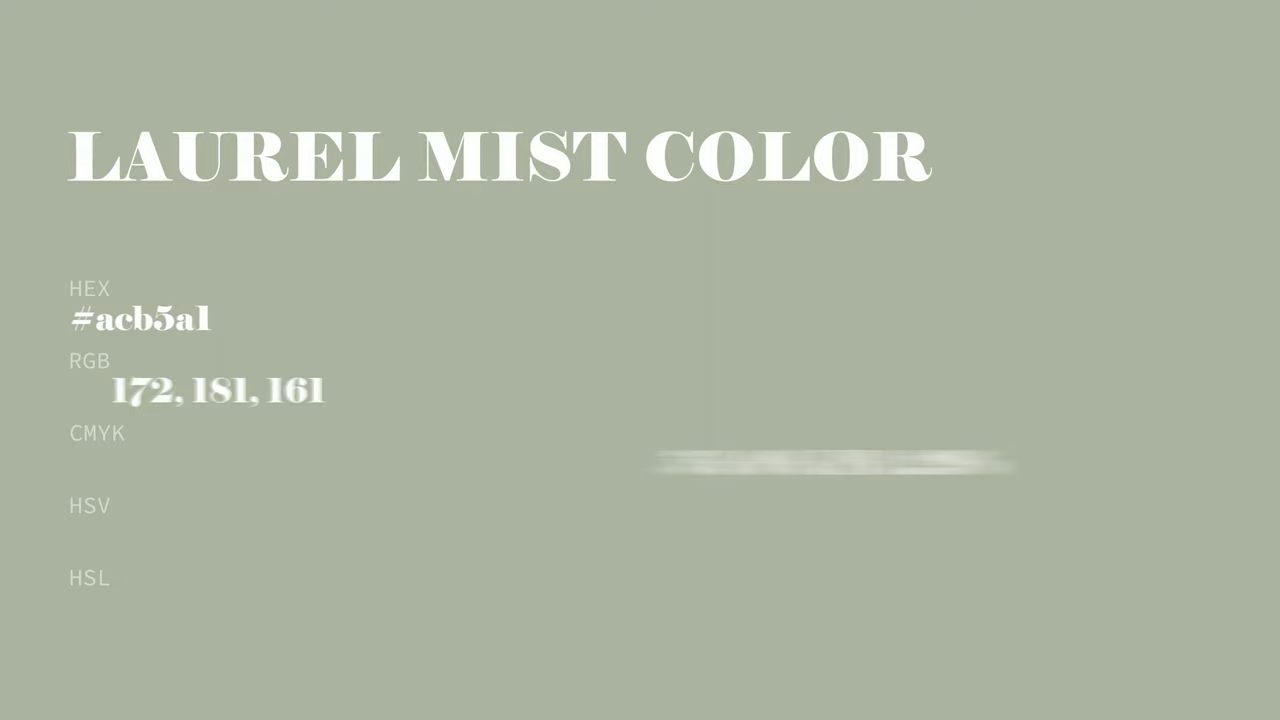 LAUREL MIST COLOR
HEX
#acb5a1
RGB
172, 181, 161
CMYK
HSV
HSL